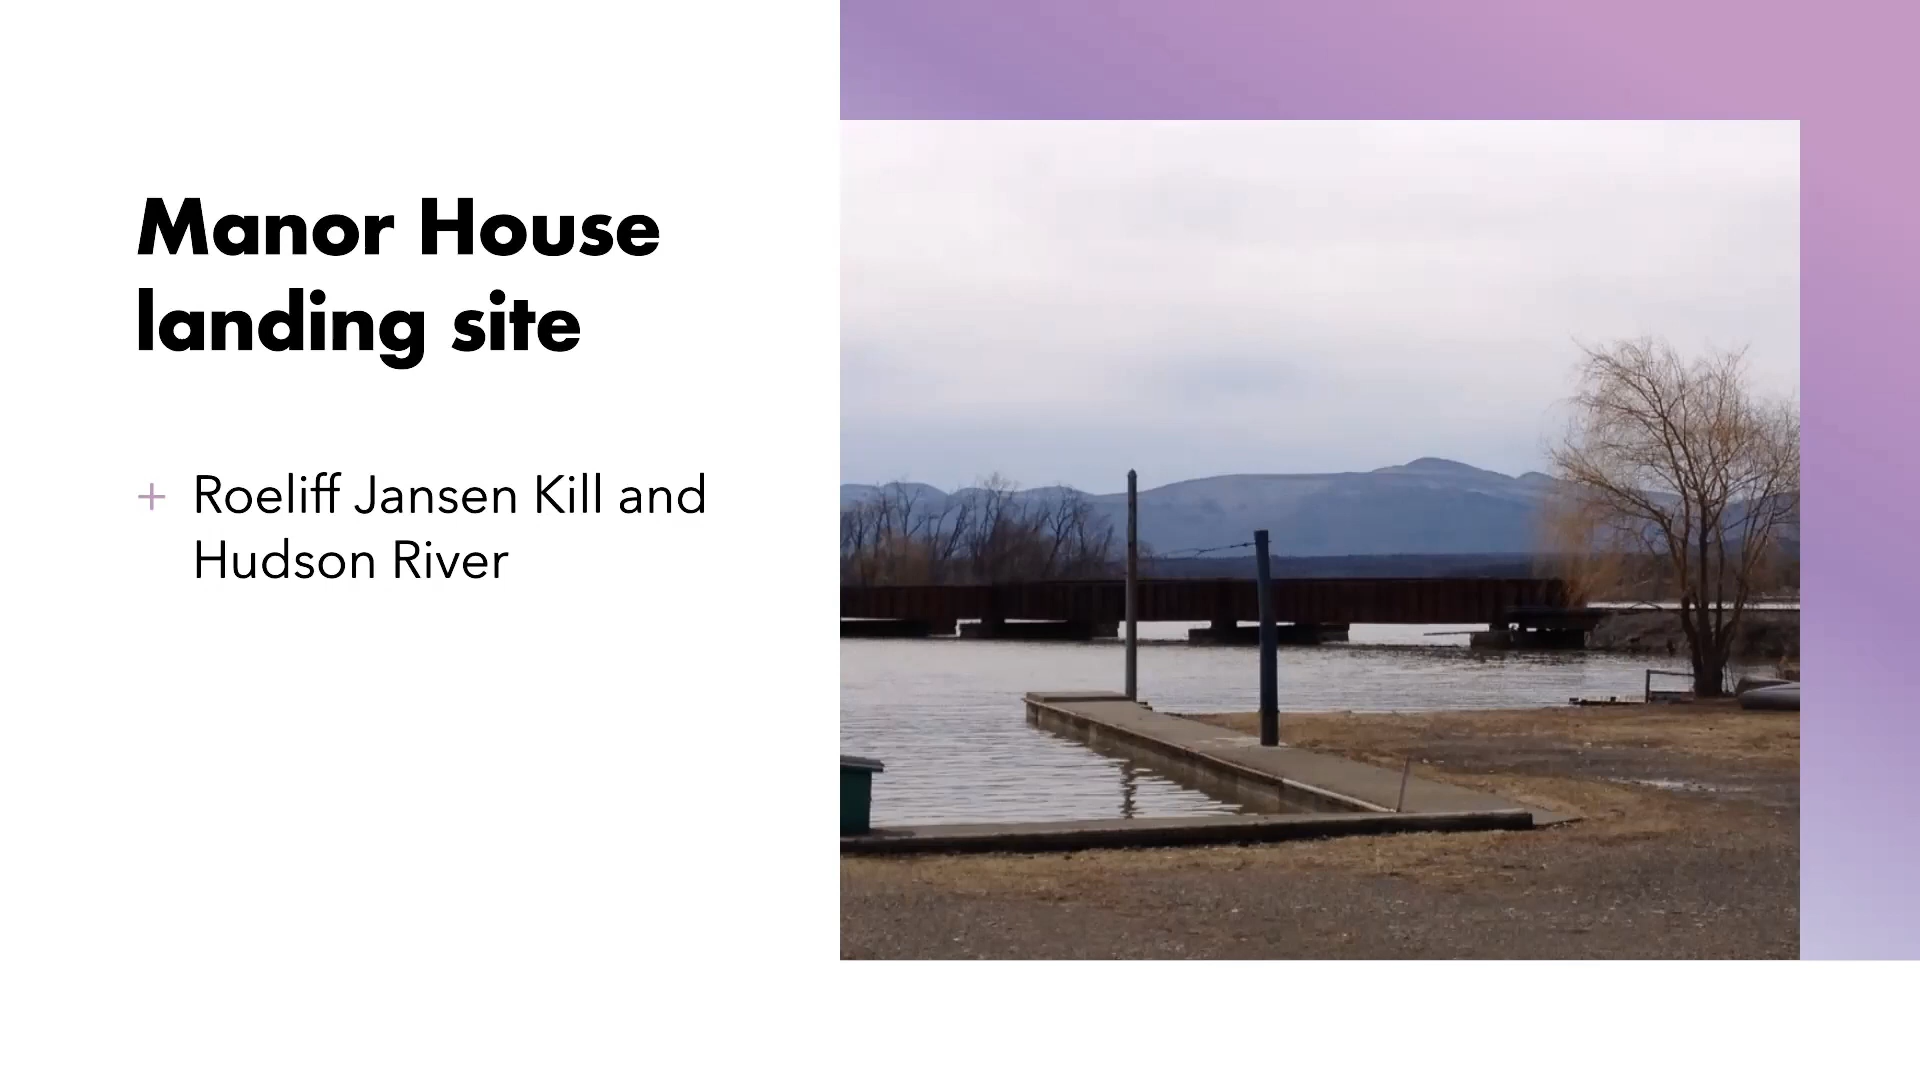 Manor House
landing site
+ Roeliff Jansen Kill and
Hudson River